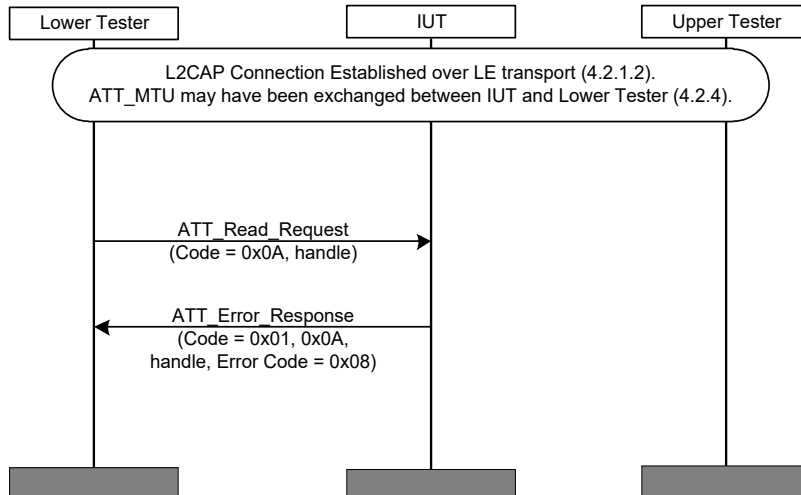 Lower Tester
IUT
Upper Tester
L2CAP Connection Established over LE transport (4.2.1.2).
ATT_MTU may have been exchanged between IUT and Lower Tester (4.2.4).
ATT_Read_Request
(Code = 0x0A, handle)
ATT_Error_Response
(Code = 0x01, 0x0A,
handle, Error Code = 0x08)